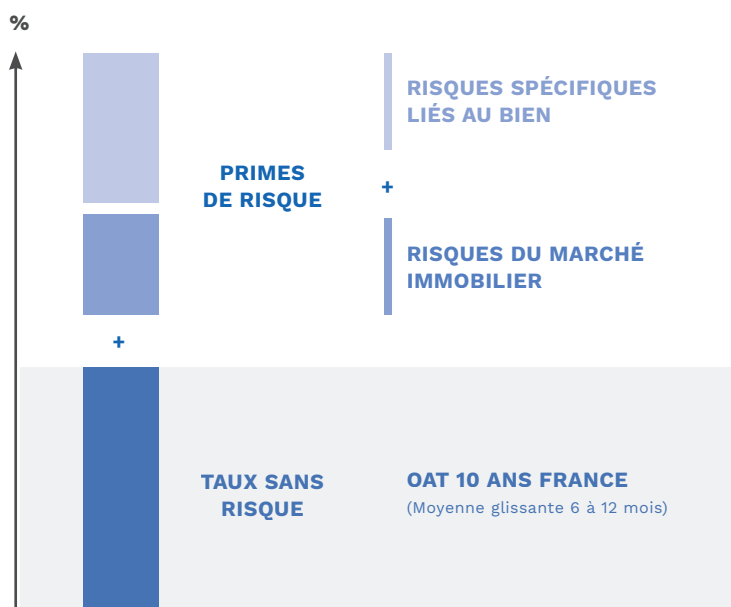 %
PRIMES
DE RISQUE
RISQUES SPÉCIFIQUES
LIÉS AU BIEN
+
RISQUES DU MARCHÉ
IMMOBILIER
+
TAUX SANS
RISQUE
OAT 10 ANS FRANCE
(Moyenne glissante 6 à 12 mois)